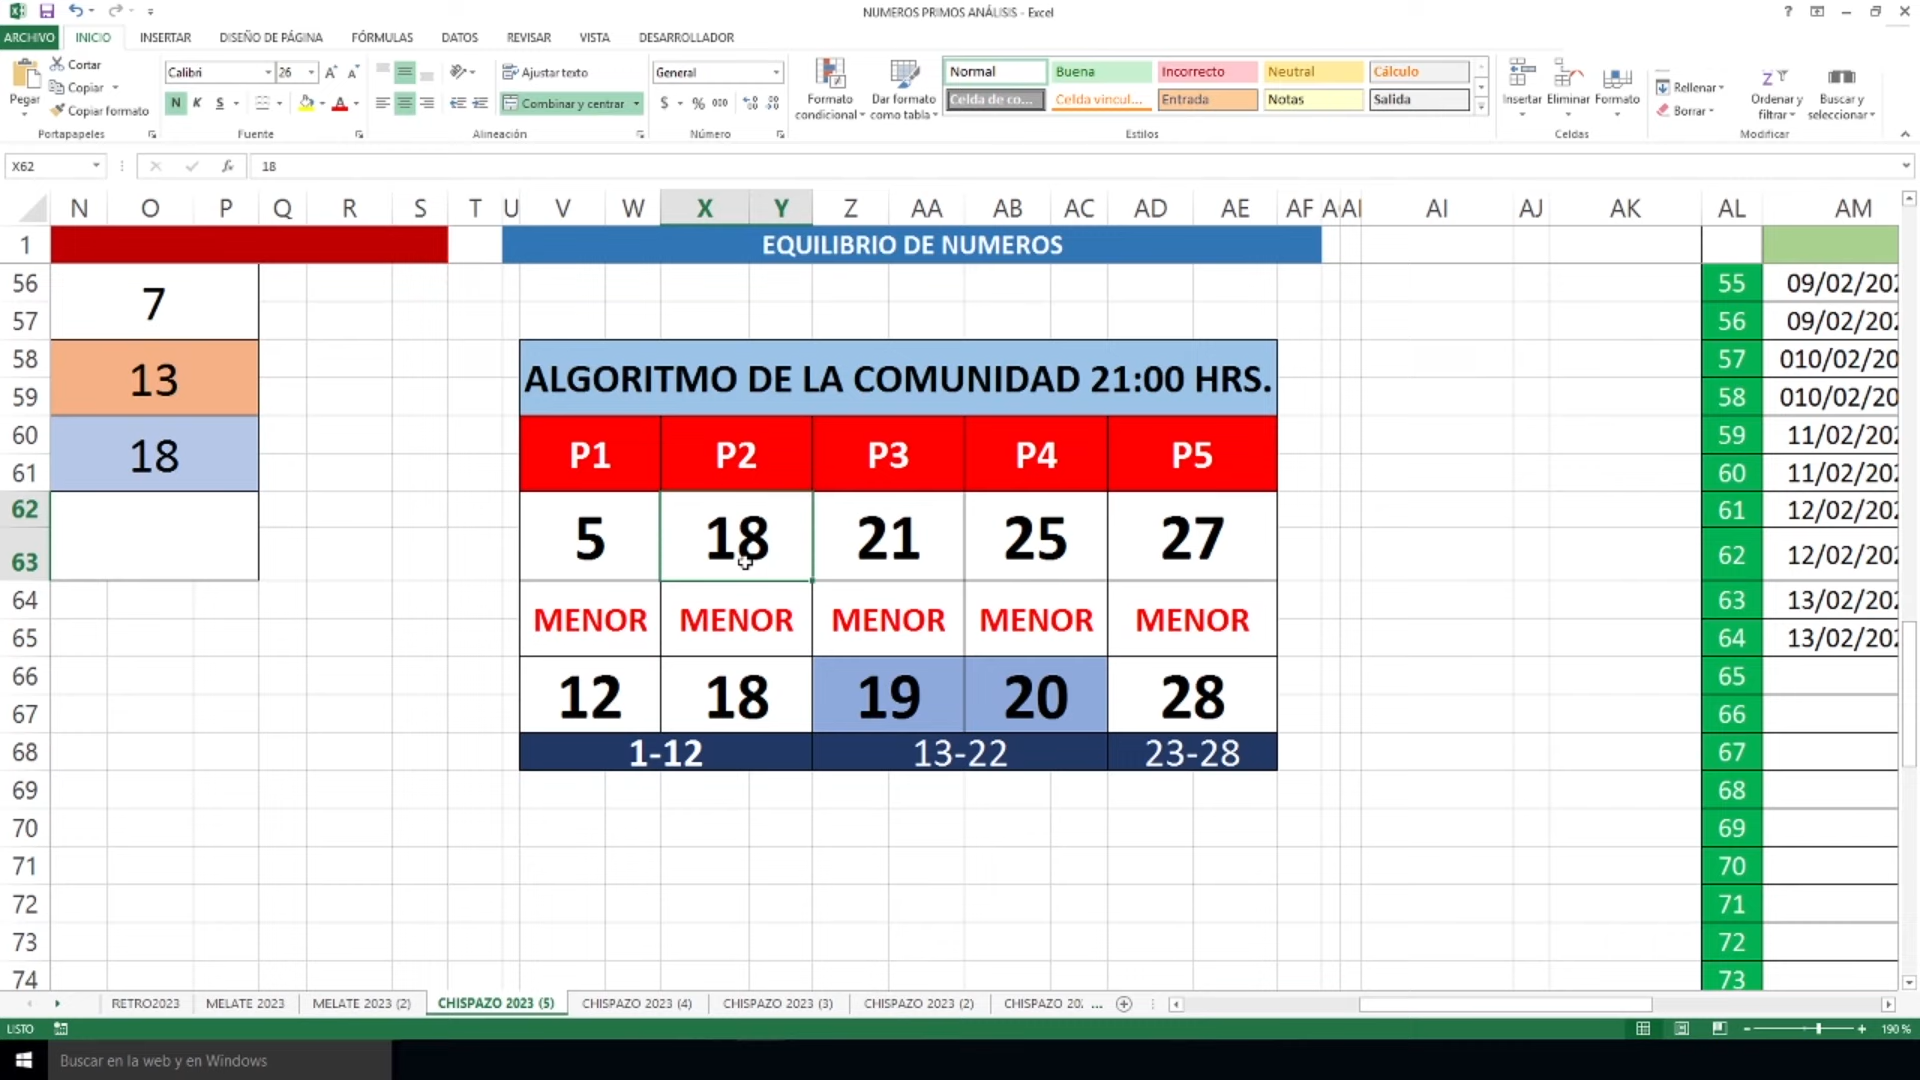 NUMEROS PRIMOS ANÁLISIS - Excel
ARCHIVO INICIO INSERTAR DISEÑO DE PÁGINA FÓRMULAS DATOS REVISAR VISTA DESARROLLADOR
Pegar
Cortar
Copiar
Copiar formato
Portapapeles
Calibri 26
N K S
Fuente
Ajustar texto
Combinar y centrar
Alineación
General
$ % 000
Número
Formato condicional
Dar formato como tabla
Normal Buena Incorrecto Neutral Cálculo
Celda de co... Celda vincul... Entrada Notas Salida
Estilos
Insertar Eliminar Formato
Celdas
Rellenar
Borrar
Ordenar y filtrar
Buscar y seleccionar
Modificar
X62 fx 18
N O P Q R S T U V W X Y Z AA AB AC AD AE AF AI AJ AK AL AM
1 EQUILIBRIO DE NUMEROS
56 7 55 09/02/202
57 56 09/02/202
58 13 ALGORITMO DE LA COMUNIDAD 21:00 HRS. 57 010/02/20
59 58 010/02/20
60 18 P1 P2 P3 P4 P5 59 11/02/202
61 60 11/02/202
62 5 18 21 25 27 61 12/02/202
63 62 12/02/202
64 MENOR MENOR MENOR MENOR MENOR 63 13/02/202
65 64 13/02/202
66 12 18 19 20 28 65
67 66
68 1-12 13-22 23-28 67
69 68
70 69
71 70
72 71
73 72
74 73
RETRO2023 MELATE 2023 MELATE 2023 (2) CHISPAZO 2023 (5) CHISPAZO 2023 (4) CHISPAZO 2023 (3) CHISPAZO 2023 (2) CHISPAZO 20: ...
LISTO 190 %
Buscar en la web y en Windows